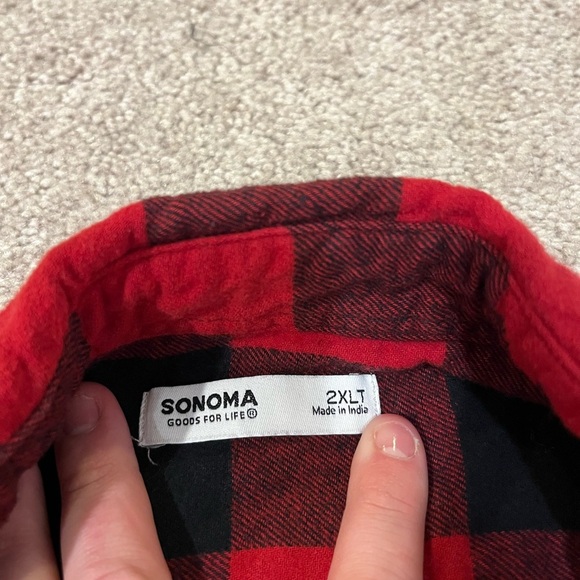 SONOMA
GOODS FOR LIFE®
2XLT
Made in India